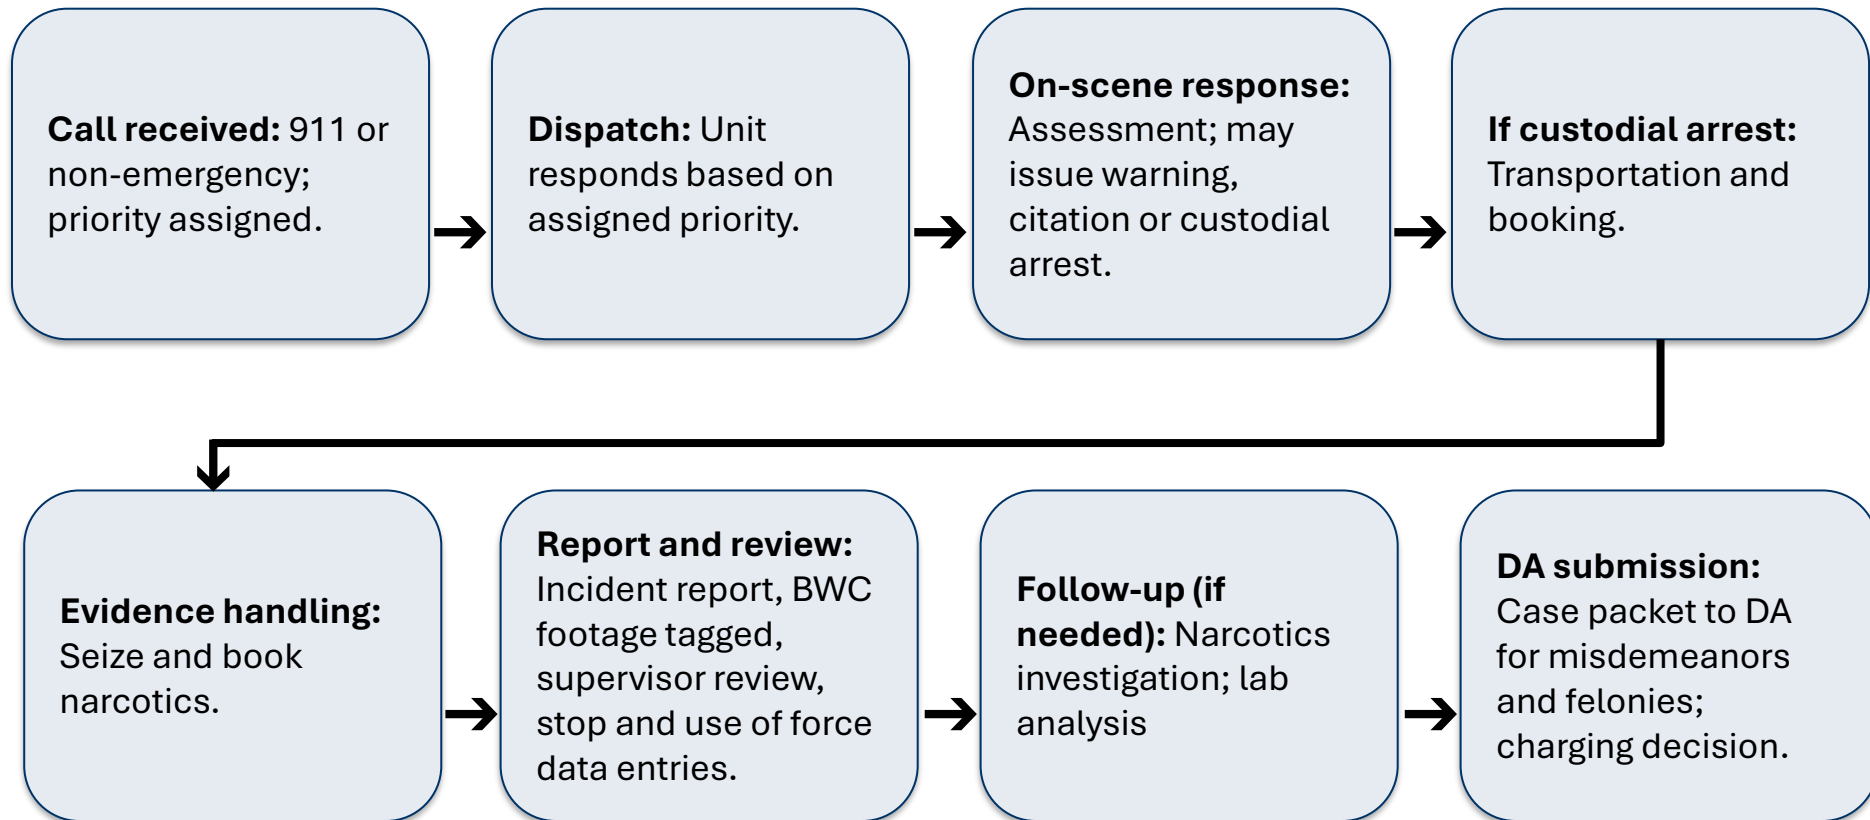 Call received: 911 or
non-emergency;
priority assigned.
Dispatch: Unit
responds based on
assigned priority.
On-scene response:
Assessment; may
issue warning,
citation or custodial
arrest.
If custodial arrest:
Transportation and
booking.
Evidence handling:
Seize and book
narcotics.
Report and review:
Incident report, BWC
footage tagged,
supervisor review,
stop and use of force
data entries.
Follow-up (if
needed): Narcotics
investigation; lab
analysis
DA submission:
Case packet to DA
for misdemeanors
and felonies;
charging decision.